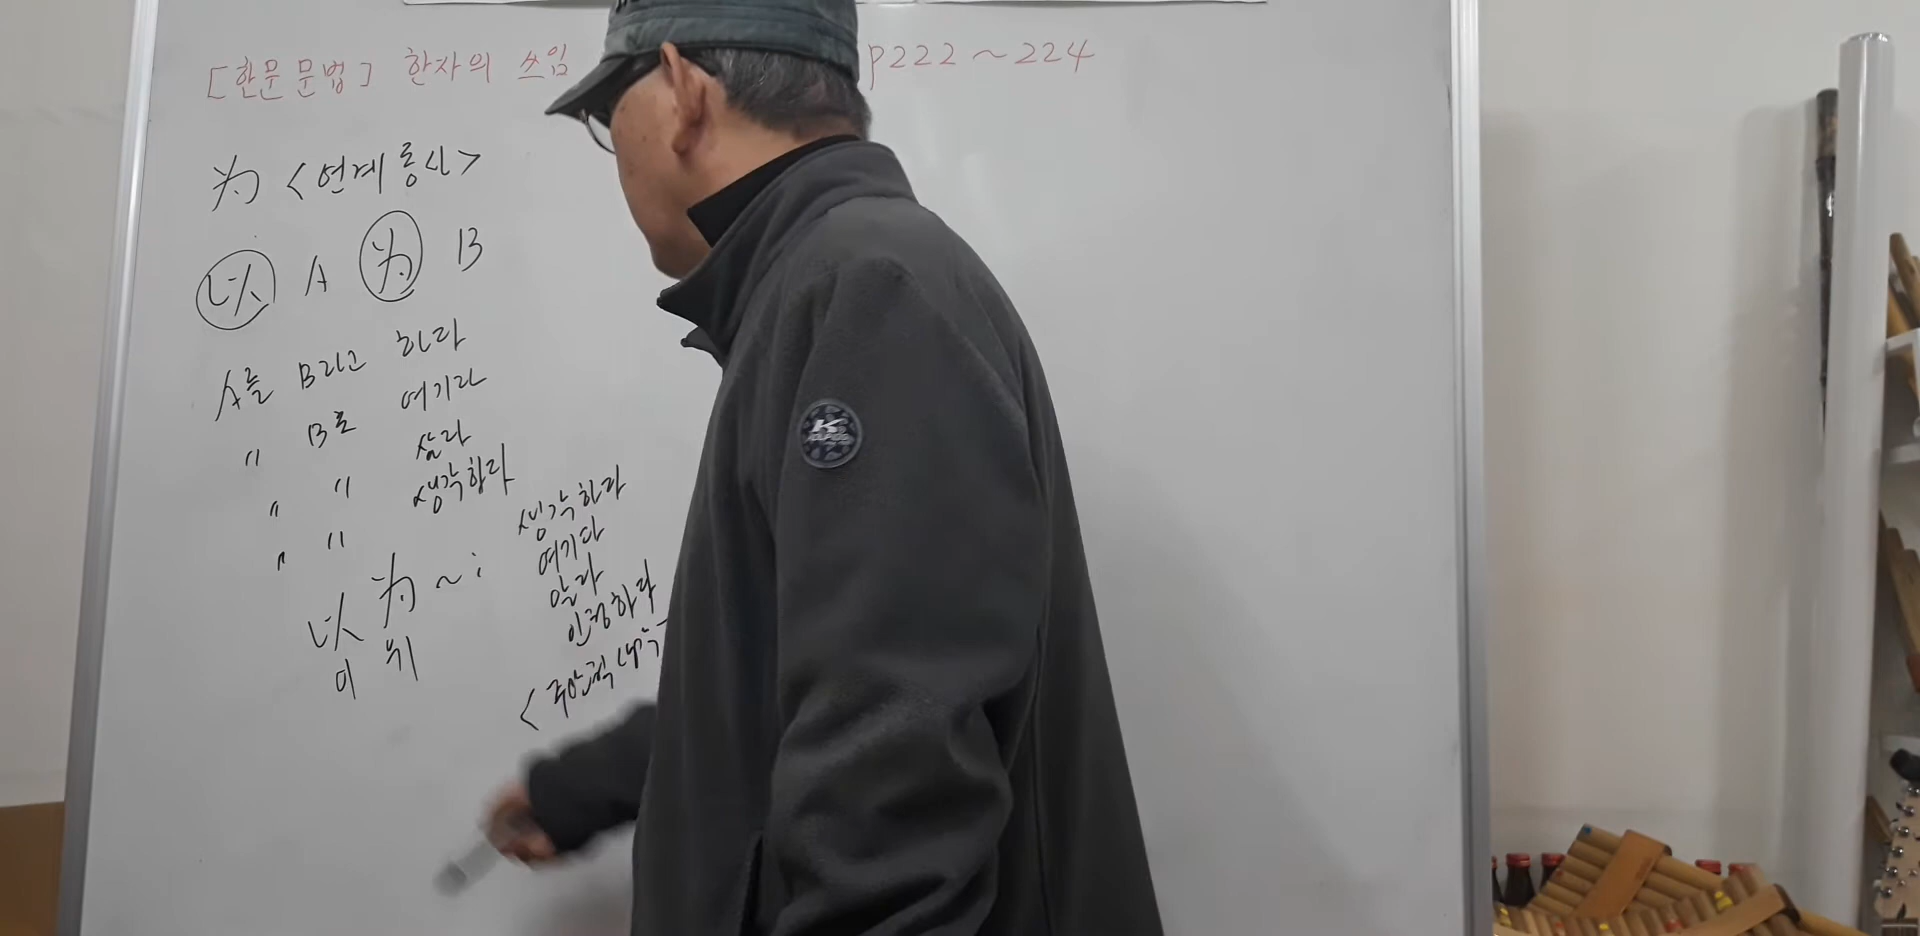 [한문 문법] 한자의 쓰임 p222~224
为 <연계동사>
以 A 为 B
A를 B라고 하다
〃 B로 여기다
〃 〃 삼다
〃 〃 생각하다
以为~; 생각하다
이위 여기다
알다
인정하다
<주관적